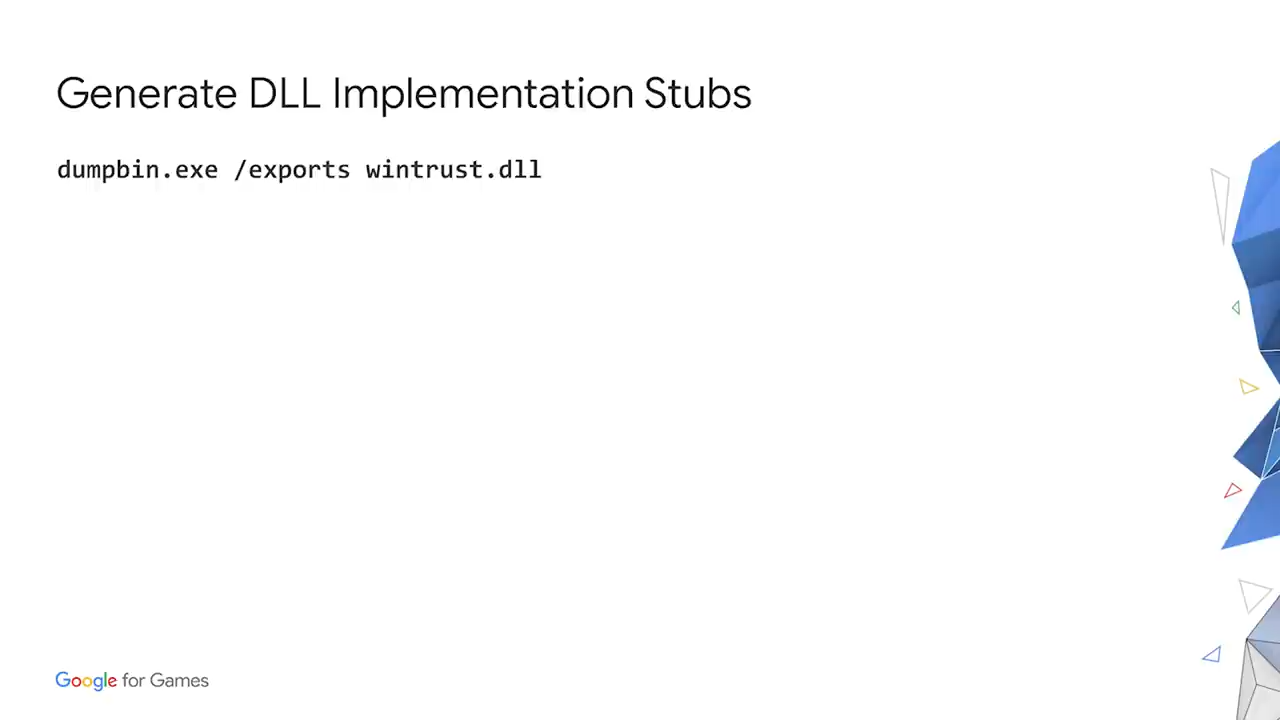 Generate DLL Implementation Stubs
dumpbin.exe /exports wintrust.dll
Google for Games